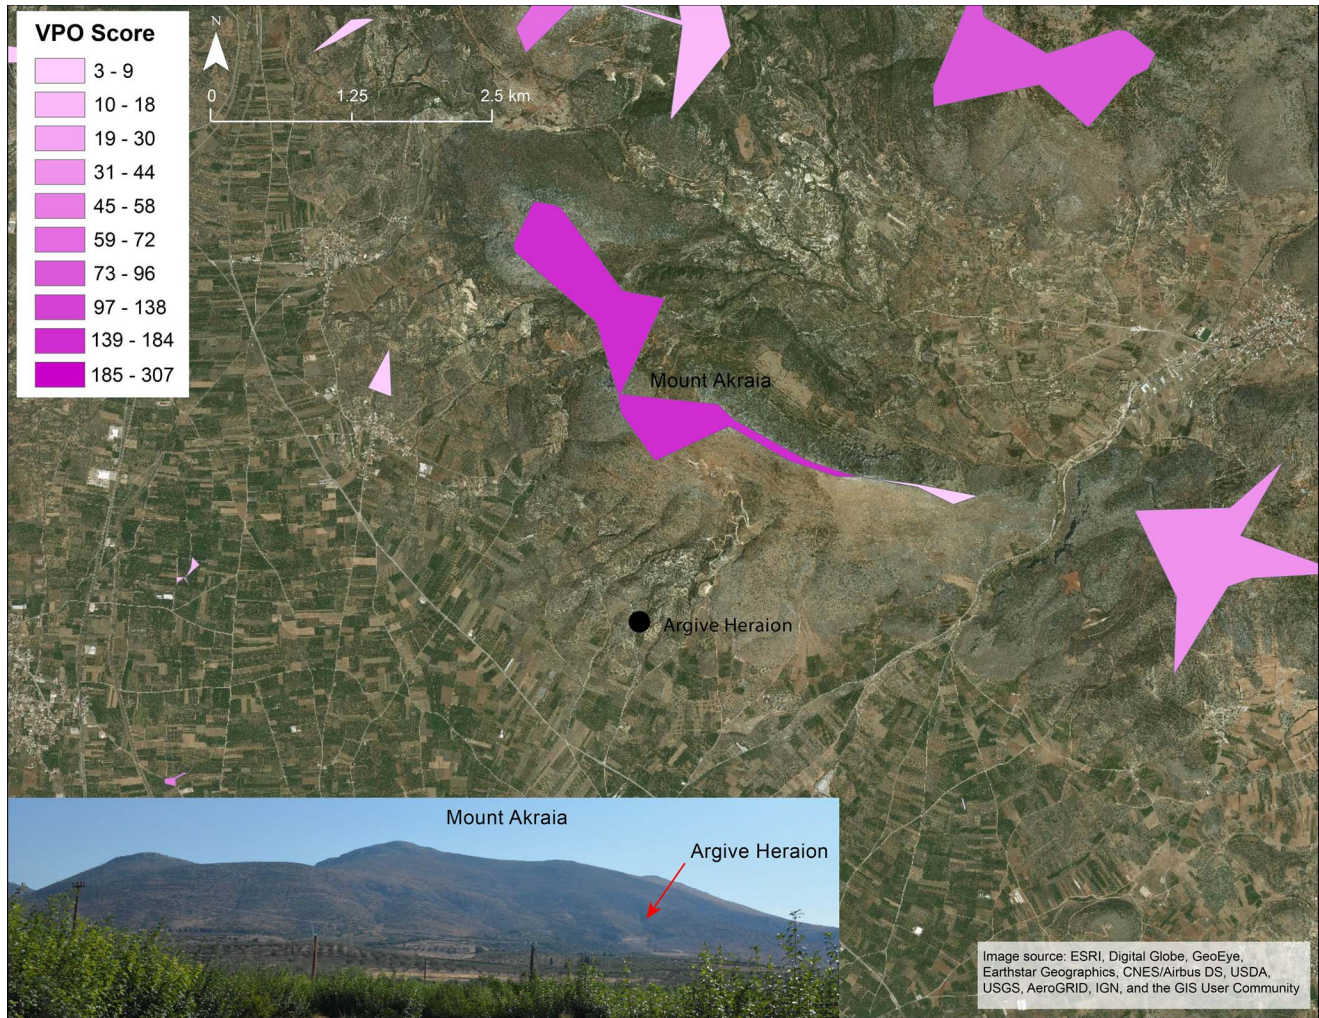 VPO Score
3 - 9
10 - 18
19 - 30
31 - 44
45 - 58
59 - 72
73 - 96
97 - 138
139 - 184
185 - 307
N
0 1.25 2.5 km
Mount Akraia
Argive Heraion
Mount Akraia
Argive Heraion
Image source: ESRI, Digital Globe, GeoEye,
Earthstar Geographics, CNES/Airbus DS, USDA,
USGS, AeroGRID, IGN, and the GIS User Community